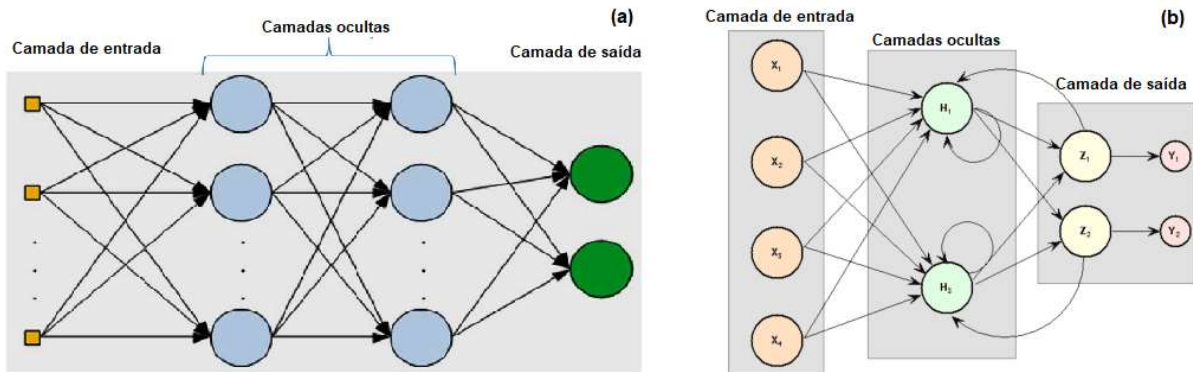 (a)
Camadas ocultas
Camada de entrada
Camada de saída
(b)
Camada de entrada
Camadas ocultas
Camada de saída
X1
X2
X3
X4
H1
H2
Z1
Z2
Y1
Y2